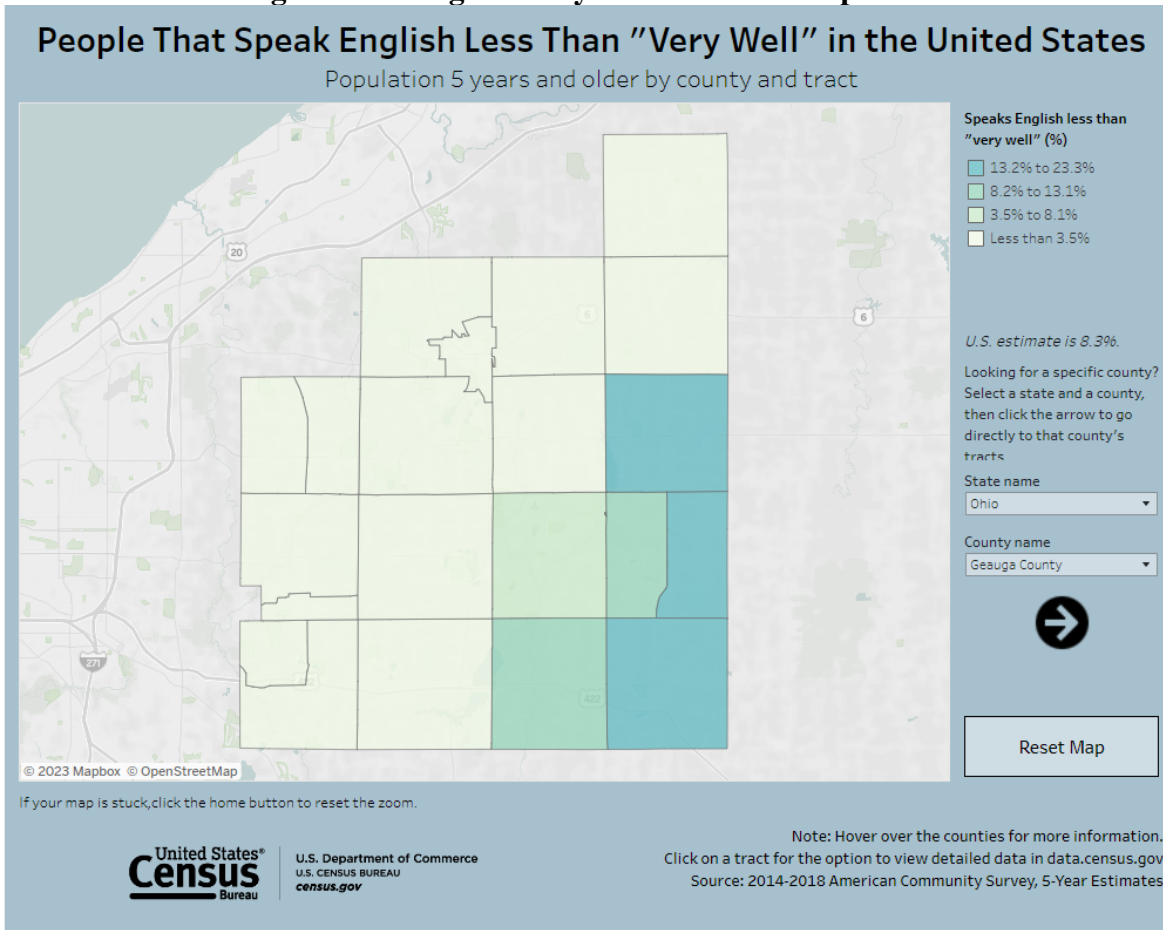 People That Speak English Less Than "Very Well" in the United States
Population 5 years and older by county and tract
Speaks English less than
"very well" (%)
13.2% to 23.3%
8.2% to 13.1%
3.5% to 8.1%
Less than 3.5%
20
6
6
U.S. estimate is 8.3%.
Looking for a specific county?
Select a state and a county,
then click the arrow to go
directly to that county's
tracts
State name
Ohio
County name
Geauga County
271
422
422
Reset Map
© 2023 Mapbox © OpenStreetMap
If your map is stuck,click the home button to reset the zoom.
United States®
Census
Bureau
U.S. Department of Commerce
U.S. CENSUS BUREAU
census.gov
Note: Hover over the counties for more information.
Click on a tract for the option to view detailed data in data.census.gov
Source: 2014-2018 American Community Survey, 5-Year Estimates